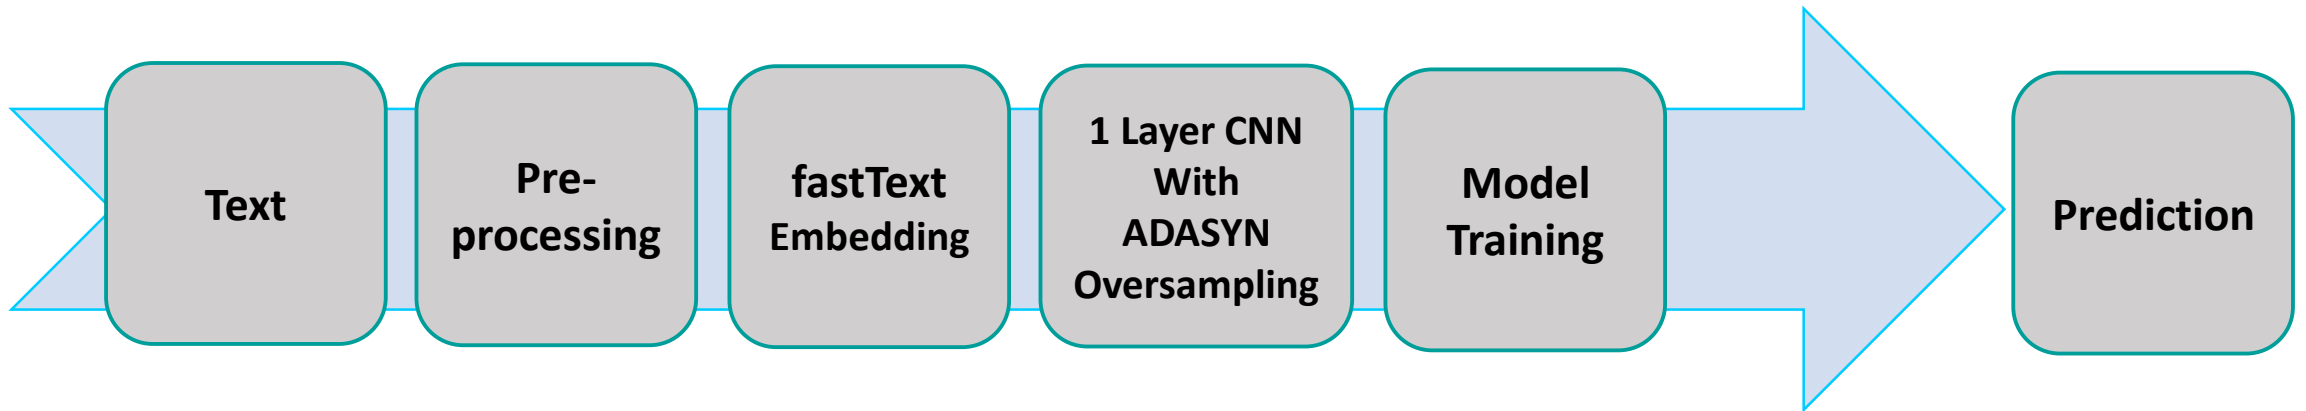 Text
Pre-
processing
fastText
Embedding
1 Layer CNN
With
ADASYN
Oversampling
Model
Training
Prediction